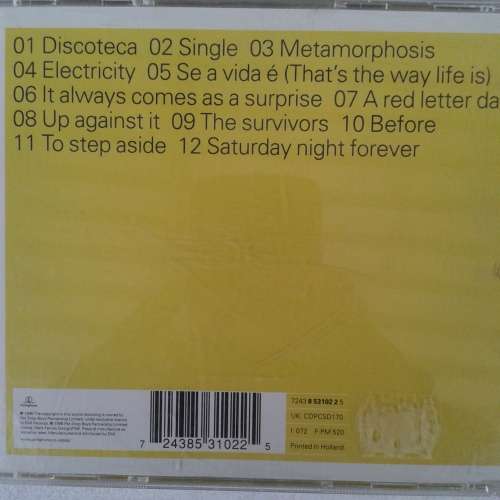 01 Discoteca 02 Single 03 Metamorphosis
04 Electricity 05 Se a vida é (That's the way life is)
06 It always comes as a surprise 07 A red letter da
08 Up against it 09 The survivors 10 Before
11 To step aside 12 Saturday night forever
7243 8 53102 2 5
UK: CDPCSD170
F: PM 520
Printed in Holland
7 24385 31022 5